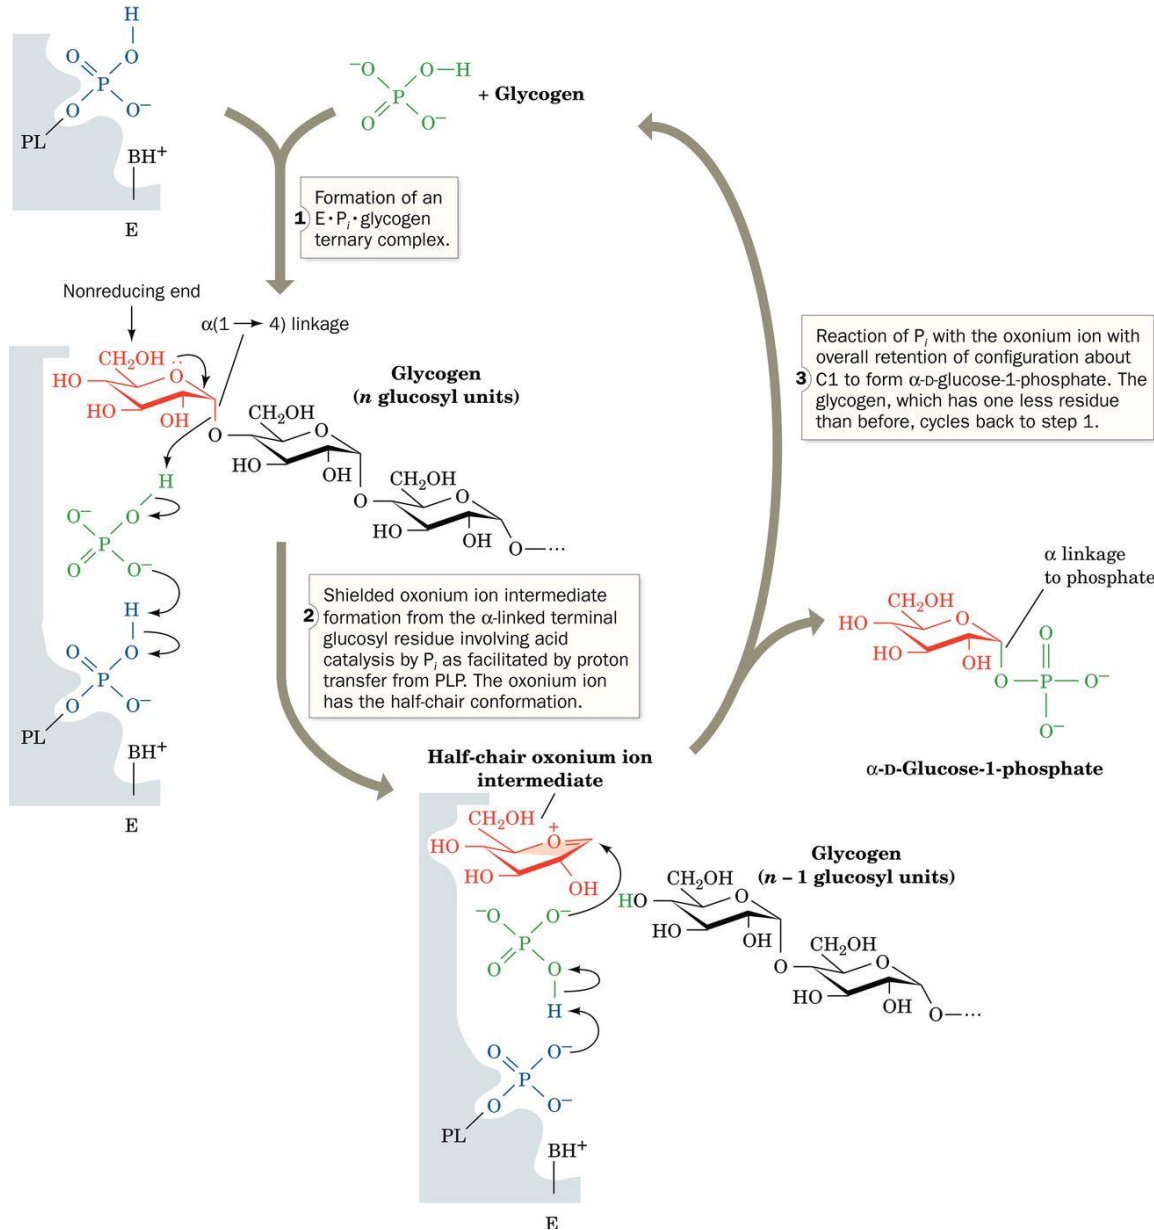 H
O
O
P
O
O⁻
PL
BH⁺
E
⁻O
O—H
P
O
O⁻
+ Glycogen
1
Formation of an
E·Pᵢ·glycogen
ternary complex.
Nonreducing end
α(1 → 4) linkage
CH₂OH
O
HO
HO
OH
Glycogen
(n glucosyl units)
O
CH₂OH
O
HO
OH
O
CH₂OH
O
HO
OH
O—···
H
O⁻
O
P
O
O⁻
H
O
O
P
O
O⁻
PL
BH⁺
E
2
Shielded oxonium ion intermediate
formation from the α-linked terminal
glucosyl residue involving acid
catalysis by Pᵢ as facilitated by proton
transfer from PLP. The oxonium ion
has the half-chair conformation.
3
Reaction of Pᵢ with the oxonium ion with
overall retention of configuration about
C1 to form α-D-glucose-1-phosphate. The
glycogen, which has one less residue
than before, cycles back to step 1.
α linkage
to phosphate
CH₂OH
O
HO
HO
OH
O
O
P
O⁻
O⁻
α-D-Glucose-1-phosphate
Half-chair oxonium ion
intermediate
CH₂OH
+
O
HO
HO
OH
Glycogen
(n – 1 glucosyl units)
HO
CH₂OH
O
HO
OH
O
CH₂OH
O
HO
OH
O—···
⁻O
O⁻
P
O
O
H
O
O⁻
P
O
O⁻
PL
BH⁺
E